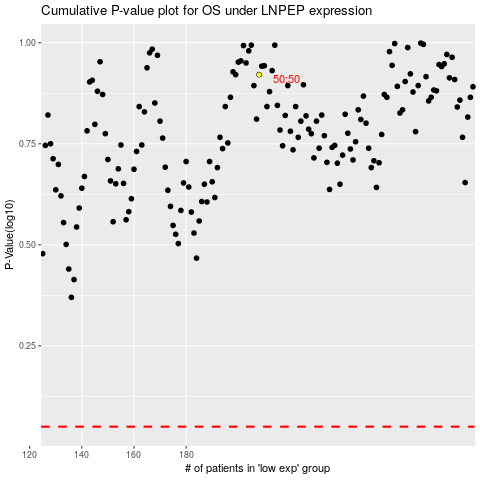 Cumulative P-value plot for OS under LNPEP expression
1.00
50:50
0.75
P-Value(log10)
0.50
0.25
120 140 160 180
# of patients in 'low exp' group